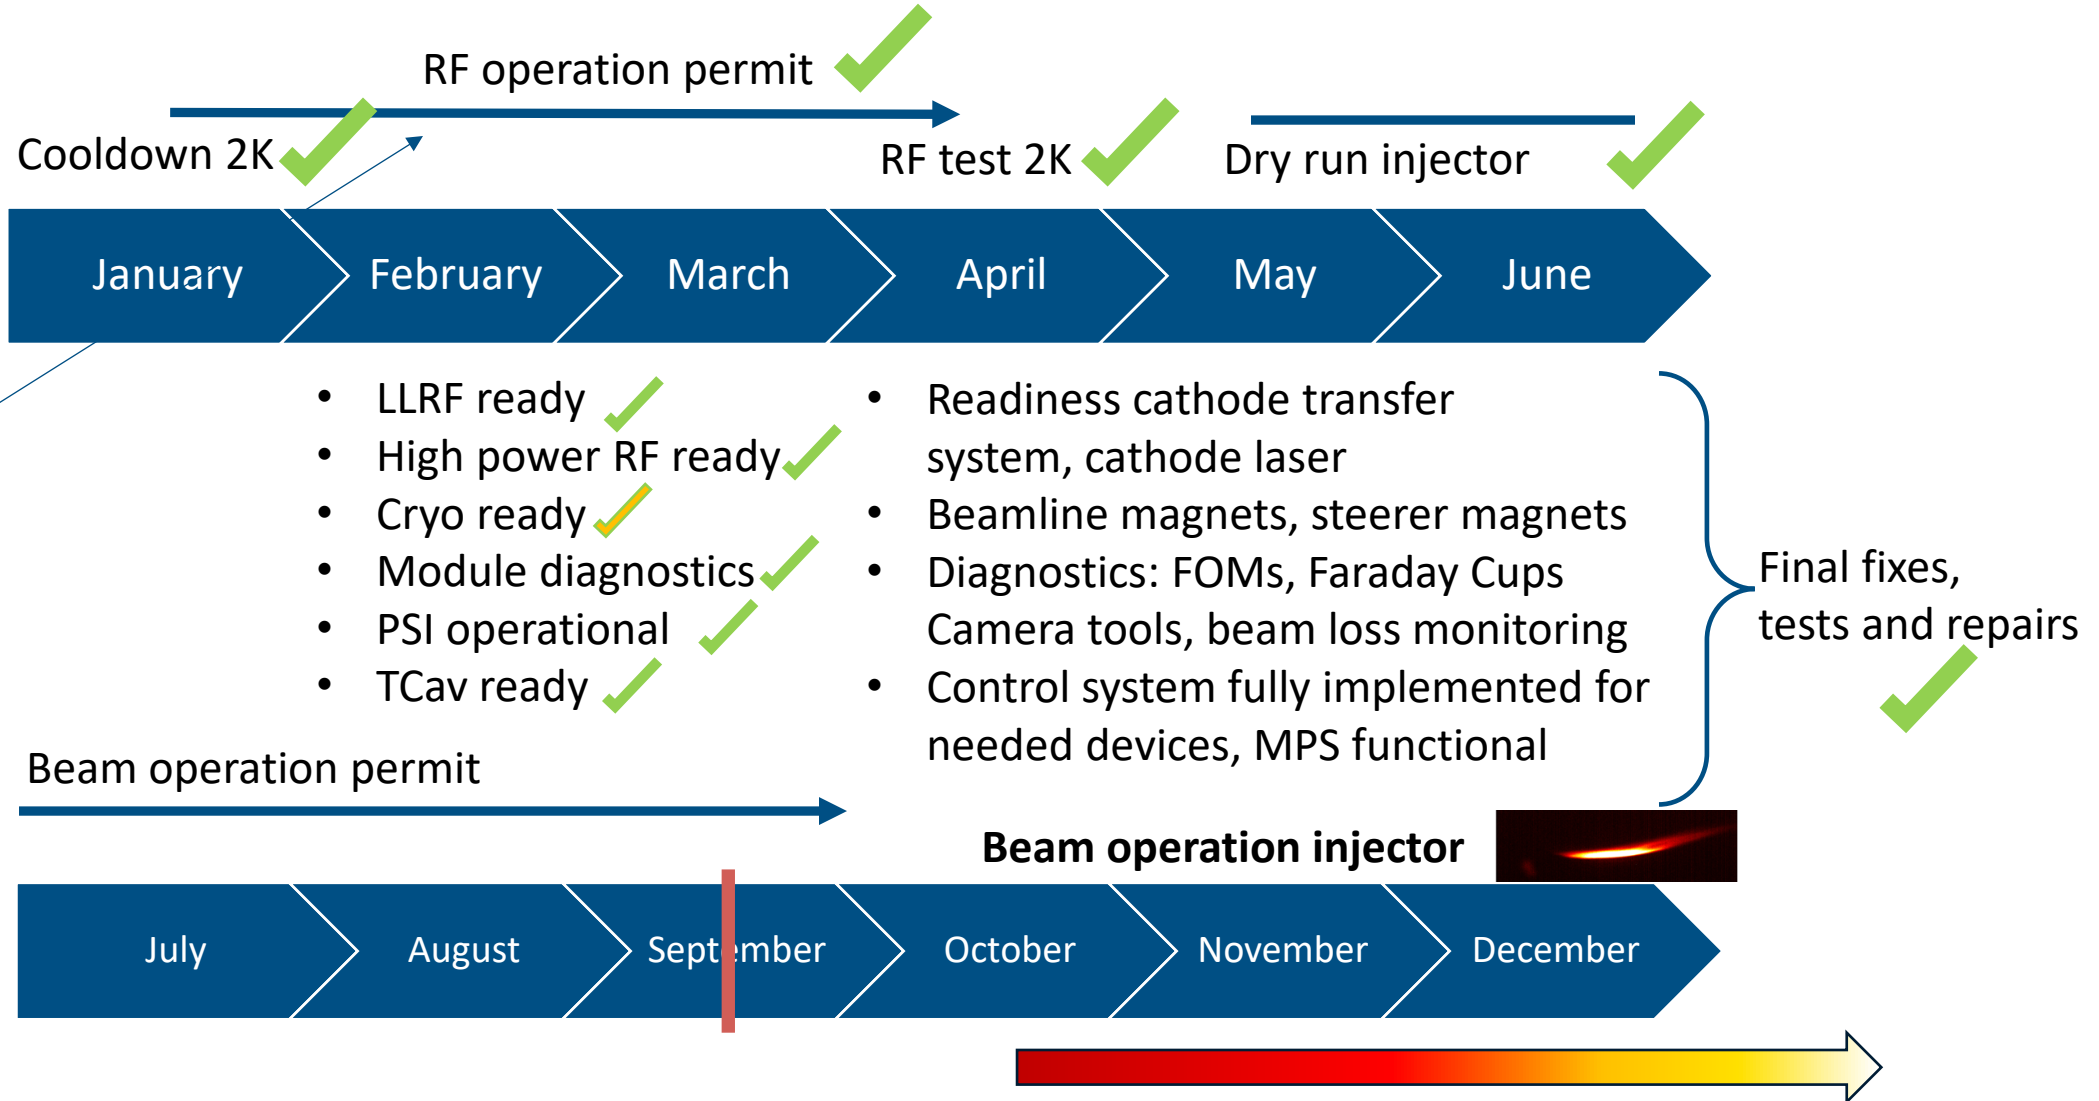 RF operation permit
Cooldown 2K
RF test 2K
Dry run injector
January
February
March
April
May
June
• LLRF ready
• High power RF ready
• Cryo ready
• Module diagnostics
• PSI operational
• TCav ready
• Readiness cathode transfer
system, cathode laser
• Beamline magnets, steerer magnets
• Diagnostics: FOMs, Faraday Cups
Camera tools, beam loss monitoring
• Control system fully implemented for
needed devices, MPS functional
Final fixes,
tests and repairs
Beam operation permit
Beam operation injector
July
August
September
October
November
December